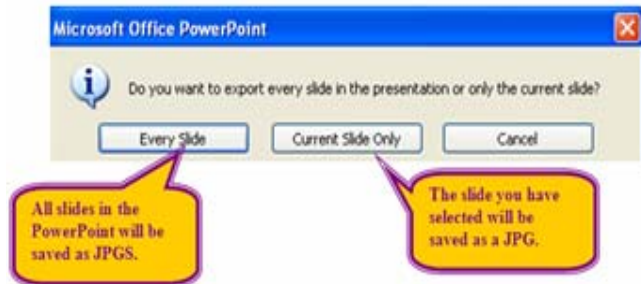 Microsoft Office PowerPoint
Do you want to export every slide in the presentation or only the current slide?
Every Slide
Current Slide Only
Cancel
All slides in the
PowerPoint will be
saved as JPGS.
The slide you have
selected will be
saved as a JPG.